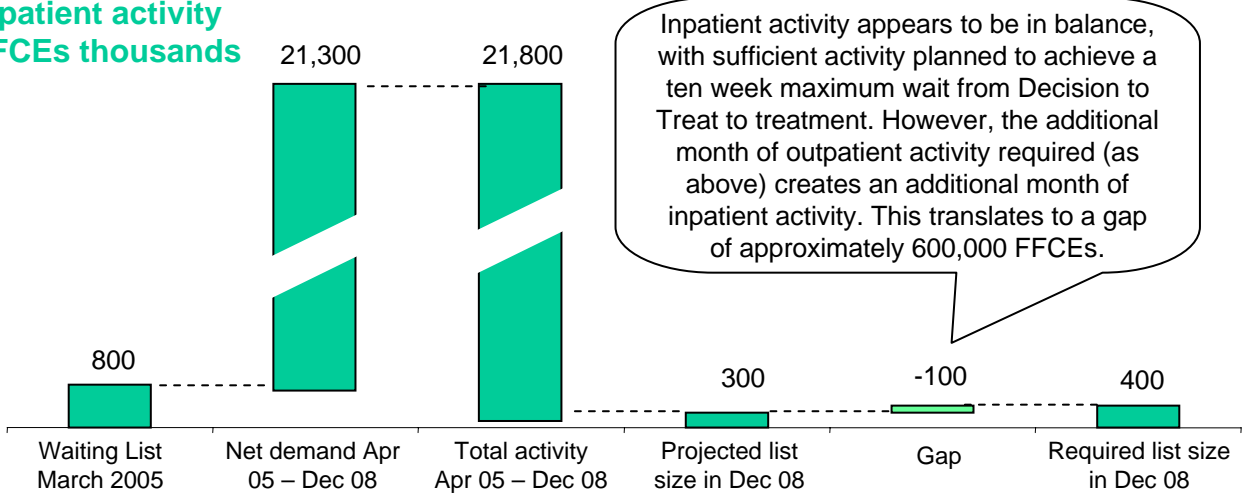 patient activity
FCEs thousands
21,300
21,800
Inpatient activity appears to be in balance,
with sufficient activity planned to achieve a
ten week maximum wait from Decision to
Treat to treatment. However, the additional
month of outpatient activity required (as
above) creates an additional month of
inpatient activity. This translates to a gap
of approximately 600,000 FFCEs.
800
300
-100
400
Waiting List
March 2005
Net demand Apr
05 – Dec 08
Total activity
Apr 05 – Dec 08
Projected list
size in Dec 08
Gap
Required list size
in Dec 08